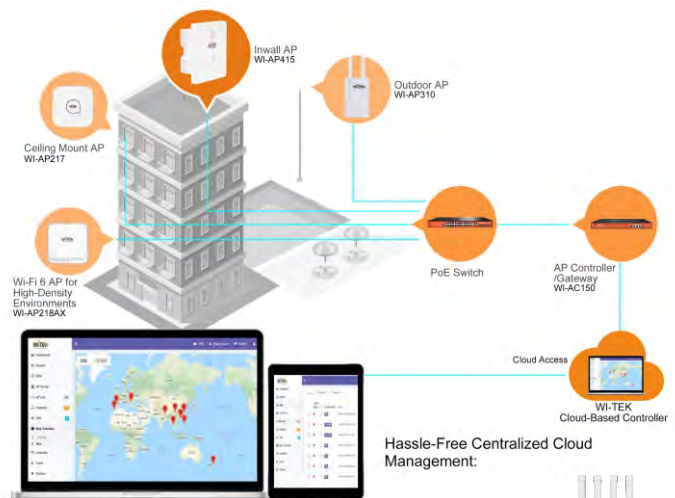 Inwall AP
WI-AP415
Outdoor AP
WI-AP310
Ceiling Mount AP
WI-AP217
Wi-Fi 6 AP for
High-Density
Environments
WI-AP218AX
PoE Switch
AP Controller
/Gateway
WI-AC150
Cloud Access
WI-TEK
Cloud-Based Controller
Hassle-Free Centralized Cloud
Management: